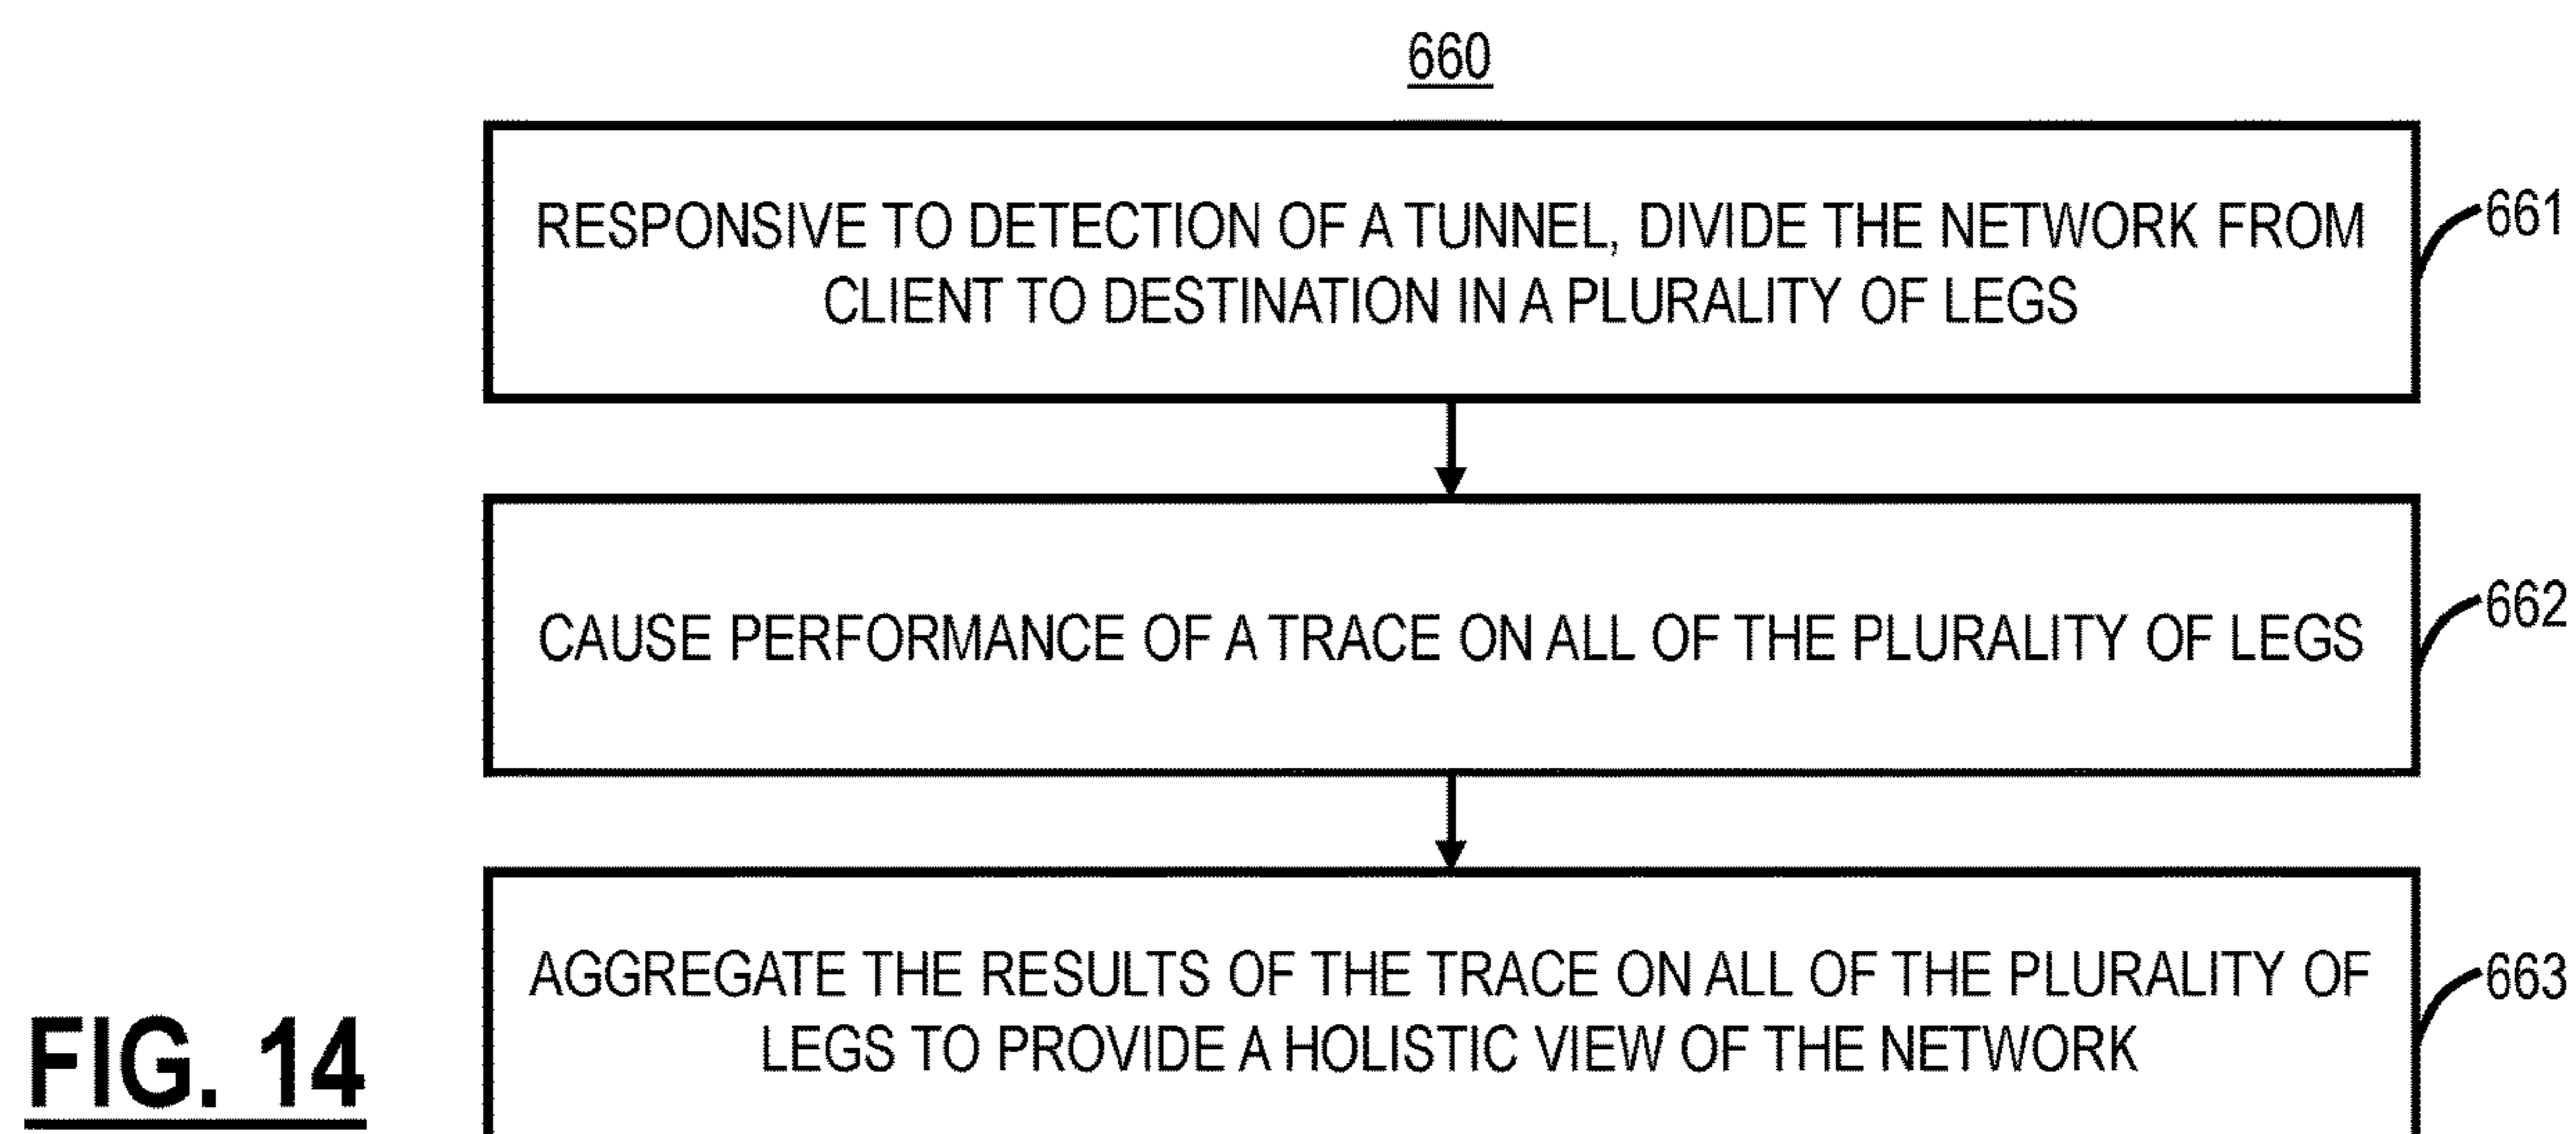 660
RESPONSIVE TO DETECTION OF A TUNNEL, DIVIDE THE NETWORK FROM
CLIENT TO DESTINATION IN A PLURALITY OF LEGS
661
CAUSE PERFORMANCE OF A TRACE ON ALL OF THE PLURALITY OF LEGS
662
AGGREGATE THE RESULTS OF THE TRACE ON ALL OF THE PLURALITY OF
LEGS TO PROVIDE A HOLISTIC VIEW OF THE NETWORK
663
FIG. 14